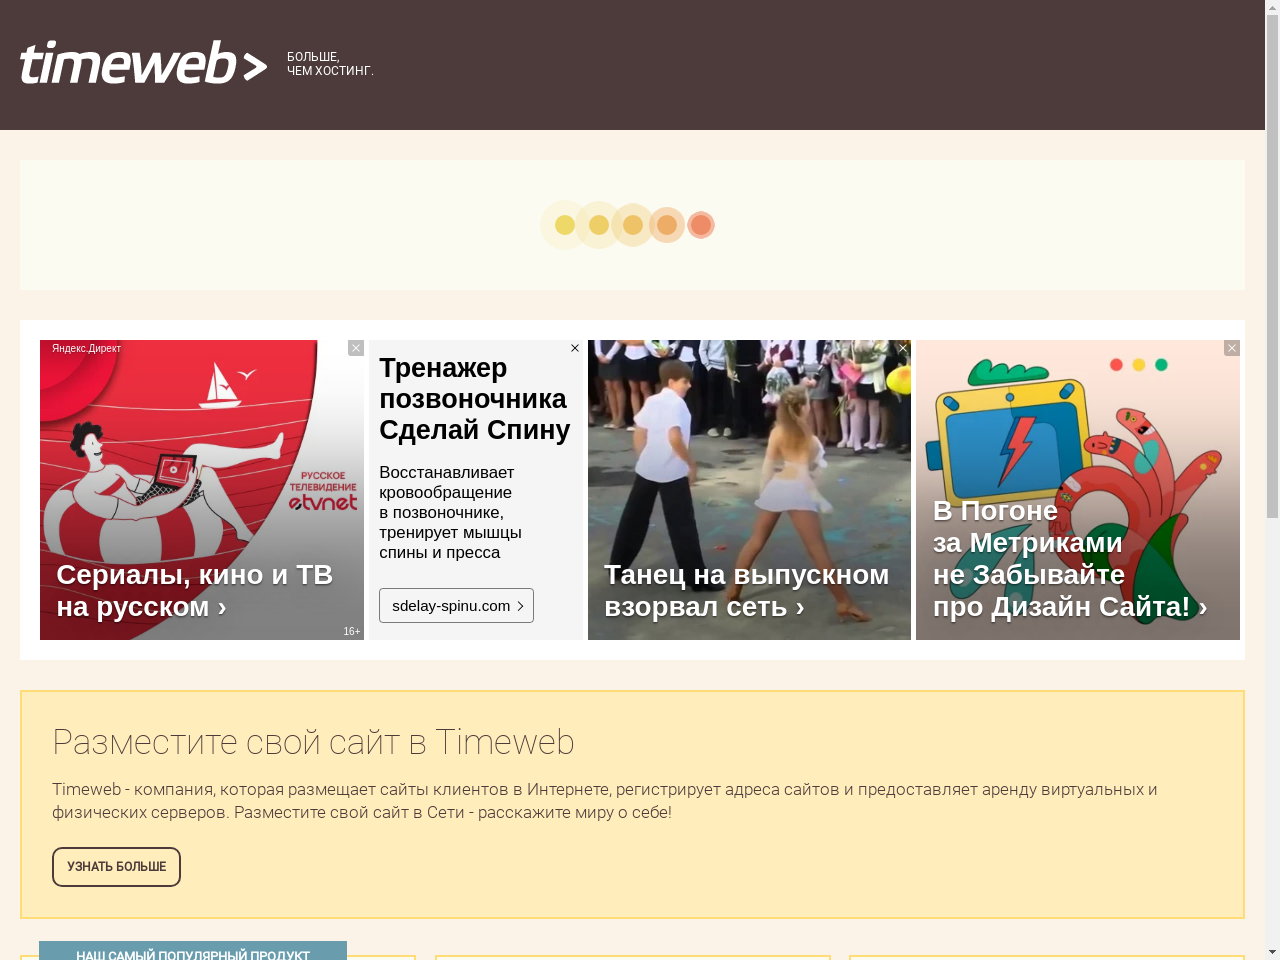 timeweb>
БОЛЬШЕ,
ЧЕМ ХОСТИНГ.
Яндекс.Директ
РУССКОЕ
ТЕЛЕВИДЕНИЕ
etvnet
Сериалы, кино и ТВ
на русском ›
16+
Тренажер
позвоночника
Сделай Спину
Восстанавливает
кровообращение
в позвоночнике,
тренирует мышцы
спины и пресса
sdelay-spinu.com
Танец на выпускном
взорвал сеть ›
В Погоне
за Метриками
не Забывайте
про Дизайн Сайта! ›
Разместите свой сайт в Timeweb
Timeweb - компания, которая размещает сайты клиентов в Интернете, регистрирует адреса сайтов и предоставляет аренду виртуальных и
физических серверов. Разместите свой сайт в Сети - расскажите миру о себе!
УЗНАТЬ БОЛЬШЕ
НАШ САМЫЙ ПОПУЛЯРНЫЙ ПРОДУКТ